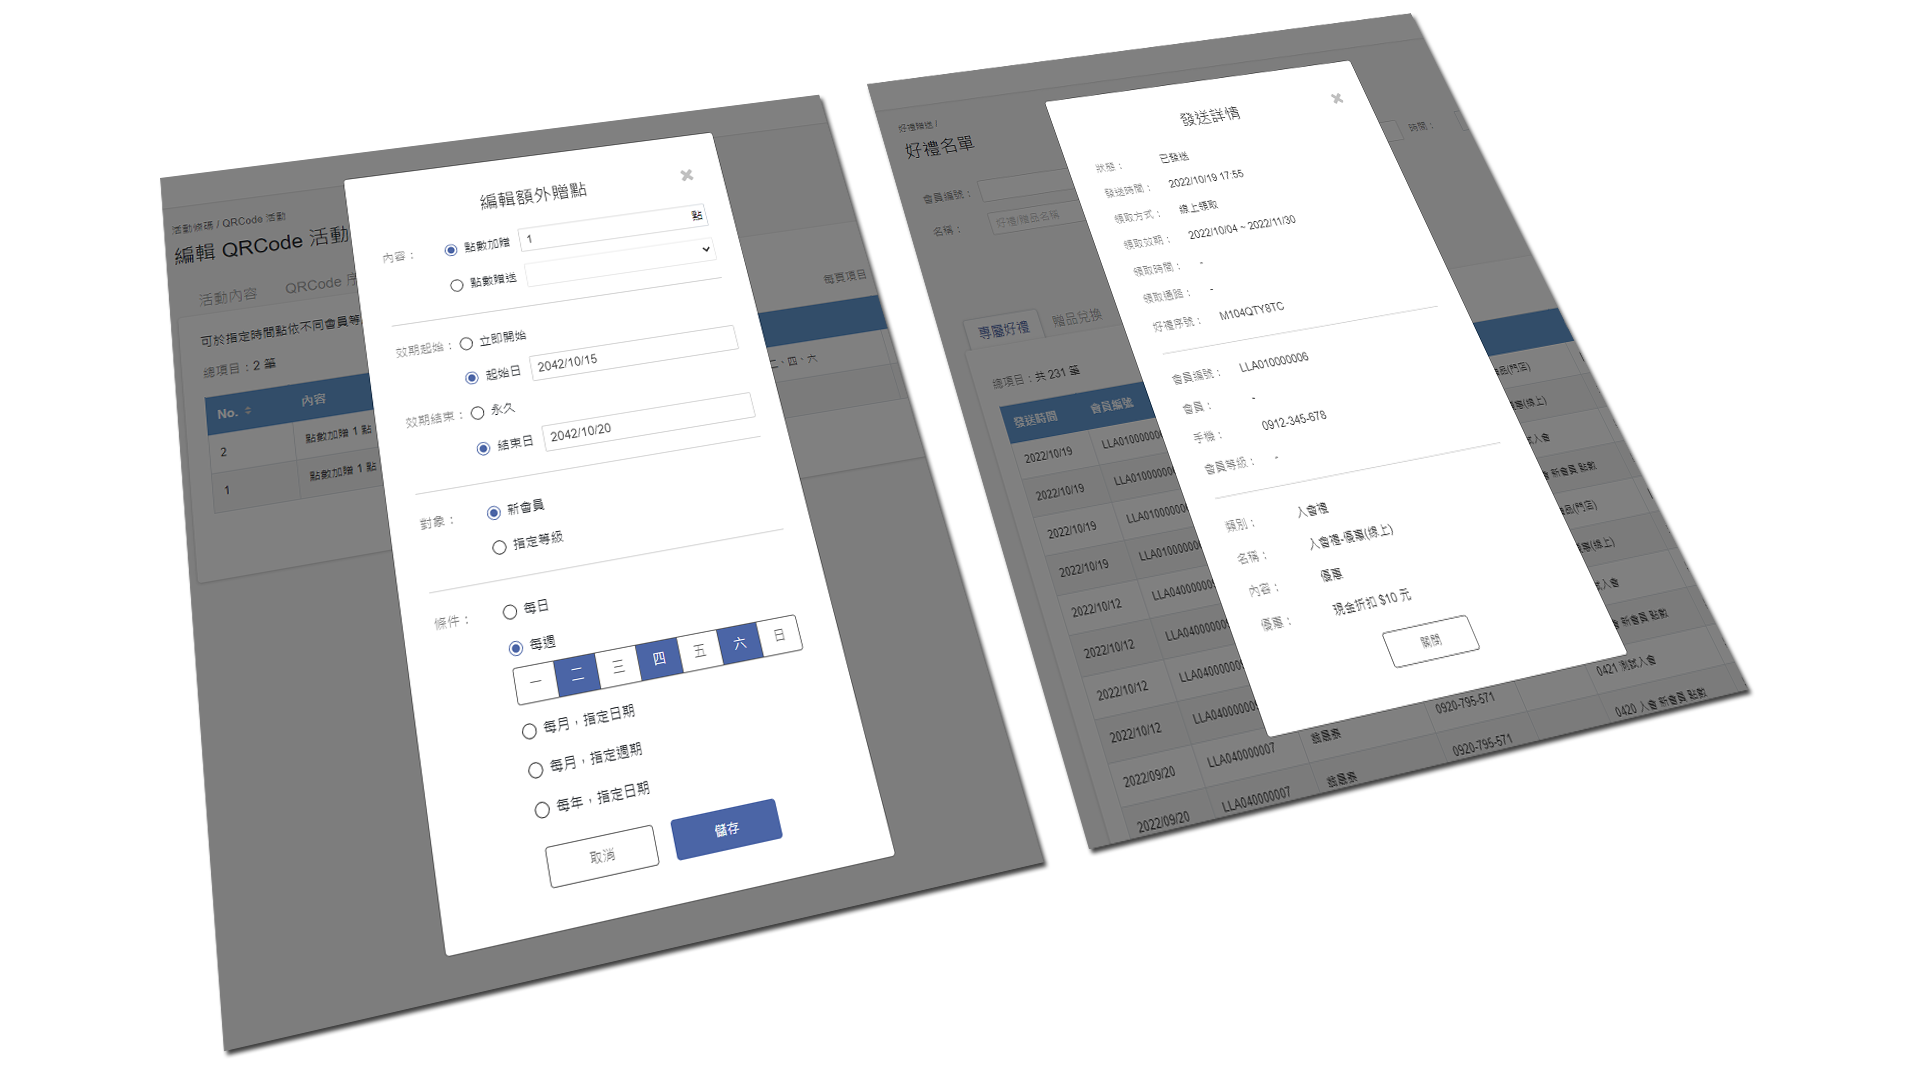 活動條碼 / QRCode 活動
編輯 QRCode 活動
活動內容
QRCode 序
可於指定時間點依不同會員等
總項目：2 筆
每頁項目
No.
內容
2
點數加贈 1 點
二、四、六
1
點數加贈 1 點
編輯額外贈點
內容：
點數加贈
1
點
點數贈送
效期起始：
立即開始
起始日
2042/10/15
效期結束：
永久
結束日
2042/10/20
對象：
新會員
指定等級
條件：
每日
每週
一 二 三 四 五 六 日
每月，指定日期
每月，指定週期
每年，指定日期
取消
儲存
好禮贈送 /
好禮名單
會員編號：
時間：
名稱：
好禮/贈品名稱
專屬好禮
贈品兌換
總項目：共 231 筆
發送時間
會員編號
2022/10/19
LLA01000000
2022/10/19
LLA01000000
2022/10/19
LLA01000000
2022/10/19
LLA01000000
2022/10/12
LLA04000000
2022/10/12
LLA04000000
2022/10/12
LLA04000000
2022/10/12
LLA04000000
0920-795-571
0421 測試入會
2022/09/20
LLA040000007
0920-795-571
0420 入會 新會員 點數
2022/09/20
LLA040000007
品(門店)
惠(線上)
試入會
會 新會員 點數
品(門店)
惠(線上)
試入會
會 新會員 點數
發送詳情
狀態：
已發送
發送時間：
2022/10/19 17:55
領取方式：
線上領取
領取效期：
2022/10/04 ~ 2022/11/30
領取時間：
-
領取通路：
-
好禮序號：
M104QTY8TC
會員編號：
LLA010000006
會員：
-
手機：
0912-345-678
會員等級：
-
類別：
入會禮
名稱：
入會禮-優惠(線上)
內容：
優惠
優惠：
現金折扣 $10 元
關閉